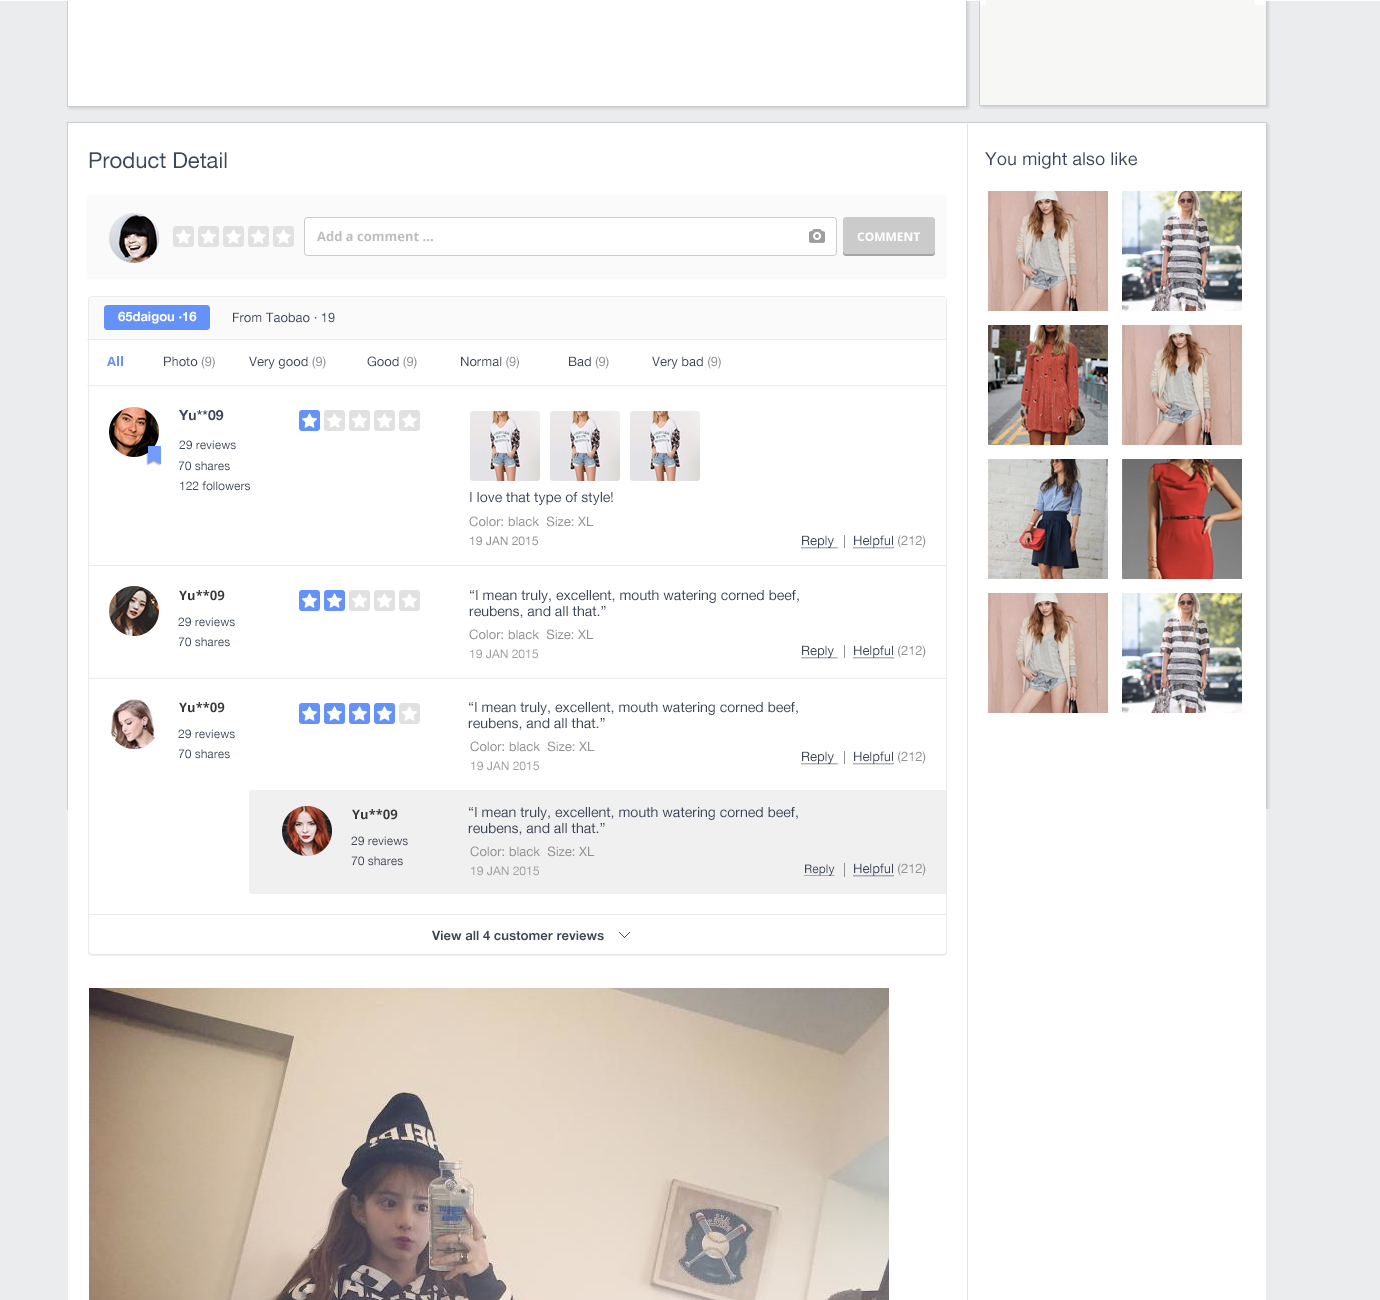 Product Detail
You might also like
Add a comment ...
COMMENT
65daigou ·16
From Taobao · 19
All
Photo (9)
Very good (9)
Good (9)
Normal (9)
Bad (9)
Very bad (9)
Yu**09
29 reviews
70 shares
122 followers
I love that type of style!
Color: black  Size: XL
19 JAN 2015
Reply | Helpful (212)
Yu**09
29 reviews
70 shares
“I mean truly, excellent, mouth watering corned beef,
reubens, and all that.”
Color: black  Size: XL
19 JAN 2015
Reply | Helpful (212)
Yu**09
29 reviews
70 shares
“I mean truly, excellent, mouth watering corned beef,
reubens, and all that.”
Color: black  Size: XL
19 JAN 2015
Reply | Helpful (212)
Yu**09
29 reviews
70 shares
“I mean truly, excellent, mouth watering corned beef,
reubens, and all that.”
Color: black  Size: XL
19 JAN 2015
Reply | Helpful (212)
View all 4 customer reviews
HELP!